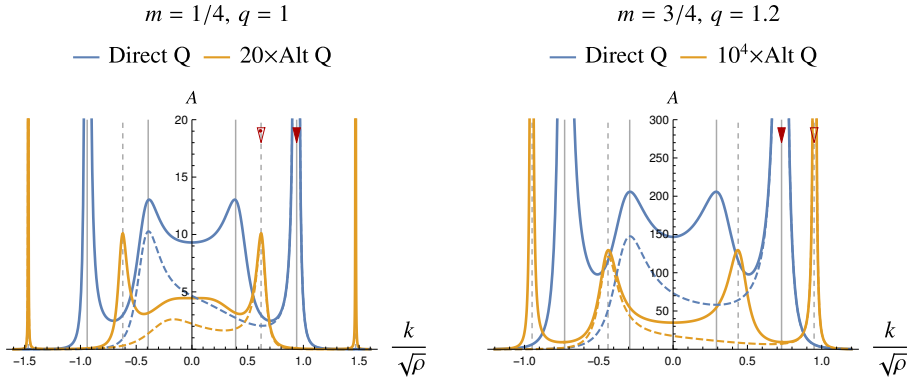 m = 1/4, q = 1
Direct Q 20×Alt Q
A
20
15
10
5
-1.5 -1.0 -0.5 0.0 0.5 1.0 1.5
k/√ρ
m = 3/4, q = 1.2
Direct Q 10⁴×Alt Q
A
300
250
200
150
100
50
-1.0 -0.5 0.0 0.5 1.0
k/√ρ